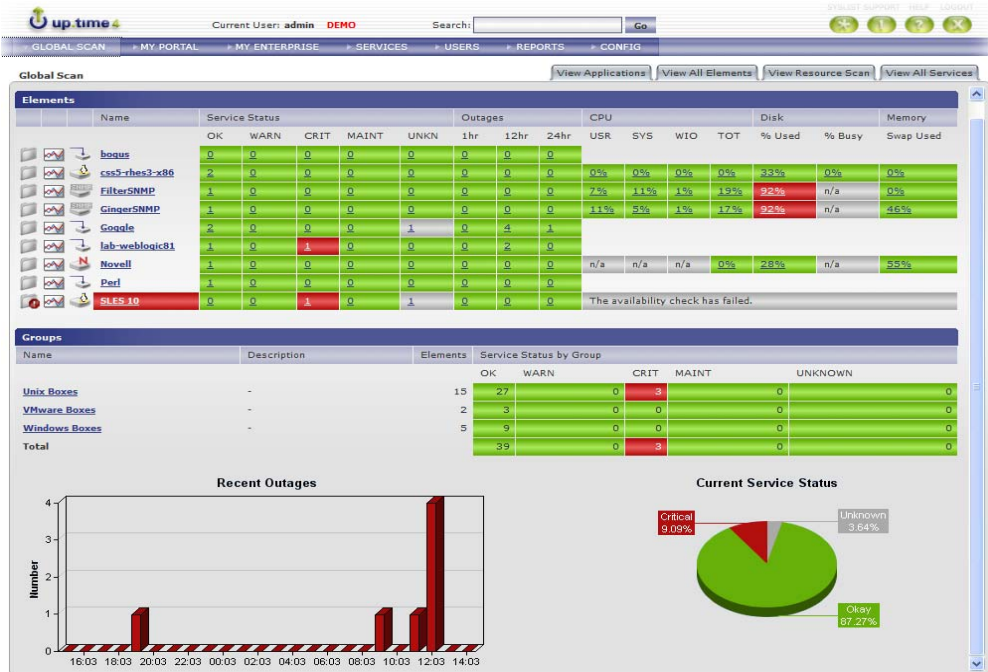 SYSLIST SUPPORT HELP LOGOUT
up.time 4 Current User: admin DEMO Search: Go
GLOBAL SCAN MY PORTAL MY ENTERPRISE SERVICES USERS REPORTS CONFIG
Global Scan View Applications View All Elements View Resource Scan View All Services
Elements
Name Service Status Outages CPU Disk Memory
OK WARN CRIT MAINT UNKN 1hr 12hr 24hr USR SYS WIO TOT % Used % Busy Swap Used
bogus 0 0 0 0 0 0 0 0
css5-rhes3-x86 2 0 0 0 0 0 0 0 0% 0% 0% 0% 33% 0% 0%
FilterSNMP 1 0 0 0 0 0 0 0 7% 11% 1% 19% 92% n/a 0%
GingerSNMP 1 0 0 0 0 0 0 0 11% 5% 1% 17% 92% n/a 46%
Goggle 2 0 0 0 1 0 4 1
lab-weblogic81 1 0 1 0 0 0 2 0
Novell 1 0 0 0 0 0 0 0 n/a n/a n/a 0% 28% n/a 55%
Perl 1 0 0 0 0 0 0 0
SLES 10 0 0 1 0 1 0 0 0 The availability check has failed.
Groups
Name Description Elements Service Status by Group
OK WARN CRIT MAINT UNKNOWN
Unix Boxes - 15 27 0 3 0 0
VMware Boxes - 2 3 0 0 0 0
Windows Boxes - 5 9 0 0 0 0
Total 39 0 3 0 0
Recent Outages
Number
4
3
2
1
0
16:03 18:03 20:03 22:03 00:03 02:03 04:03 06:03 08:03 10:03 12:03 14:03
Current Service Status
Critical
9.09%
Unknown
3.64%
Okay
87.27%